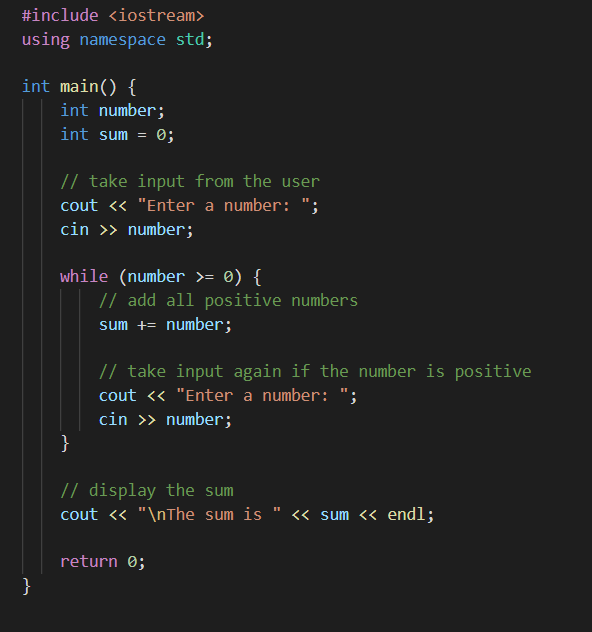 #include <iostream>
using namespace std;
int main() {
int number;
int sum = 0;
// take input from the user
cout << "Enter a number: ";
cin >> number;
while (number >= 0) {
// add all positive numbers
sum += number;
// take input again if the number is positive
cout << "Enter a number: ";
cin >> number;
}
// display the sum
cout << "\nThe sum is " << sum << endl;
return 0;
}